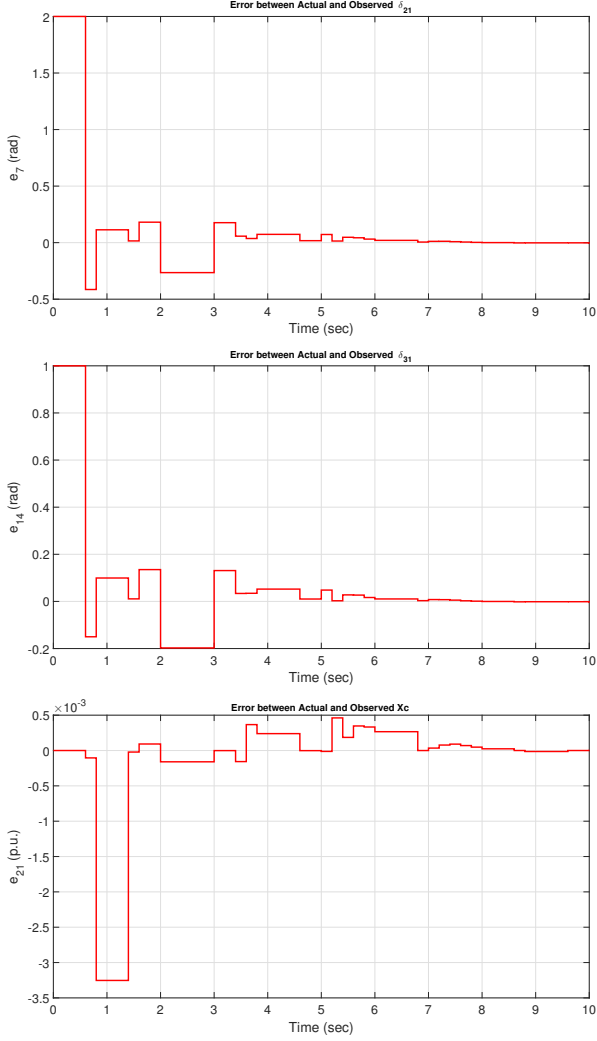 Error between Actual and Observed δ21
2
1.5
1
0.5
0
-0.5
e7 (rad)
0 1 2 3 4 5 6 7 8 9 10
Time (sec)
Error between Actual and Observed δ31
1
0.8
0.6
0.4
0.2
0
-0.2
e14 (rad)
0 1 2 3 4 5 6 7 8 9 10
Time (sec)
Error between Actual and Observed Xc
×10-3
0.5
0
-0.5
-1
-1.5
-2
-2.5
-3
-3.5
e21 (p.u.)
0 1 2 3 4 5 6 7 8 9 10
Time (sec)